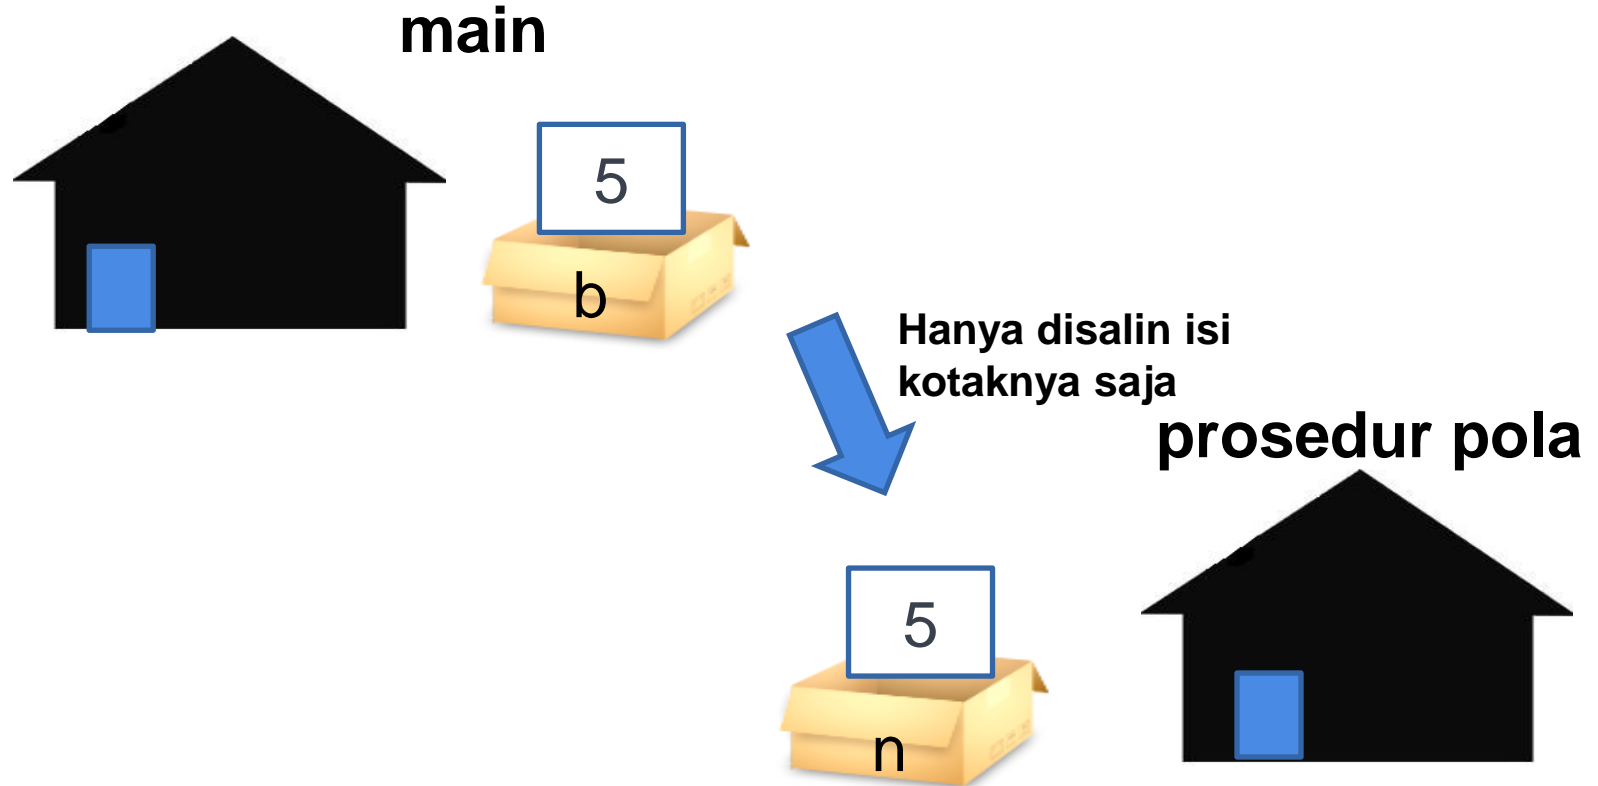 main
5
b
Hanya disalin isi
kotaknya saja
prosedur pola
5
n